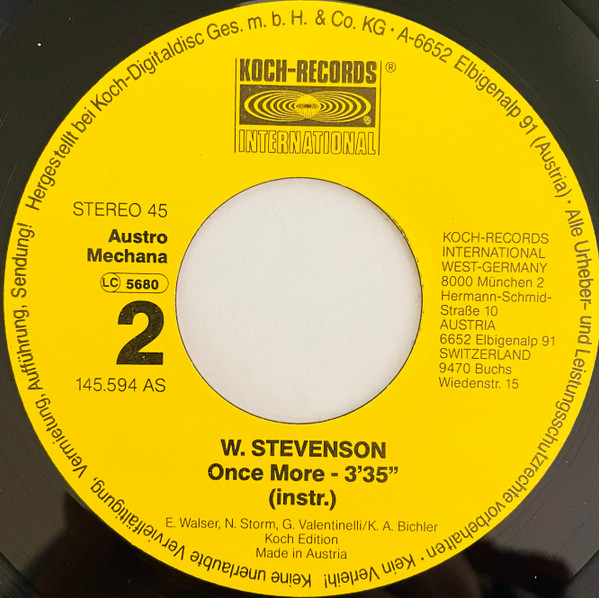 Hergestellt bei Koch-Digitaldisc Ges. m. b. H. & Co. KG · A-6652 Elbigenalp 91 (Austria) · Alle Urheber- und Leistungsschutzrechte vorbehalten · Kein Verleih! Keine unerlaubte Vervielfältigung, Vermietung, Aufführung, Sendung!
KOCH-RECORDS ®
INTERNATIONAL
STEREO 45
Austro
Mechana
LC 5680
2
145.594 AS
KOCH-RECORDS
INTERNATIONAL
WEST-GERMANY
8000 München 2
Hermann-Schmid-
Straße 10
AUSTRIA
6652 Elbigenalp 91
SWITZERLAND
9470 Buchs
Wiedenstr. 15
W. STEVENSON
Once More - 3'35"
(instr.)
E. Walser, N. Storm, G. Valentinelli/K. A. Bichler
Koch Edition
Made in Austria